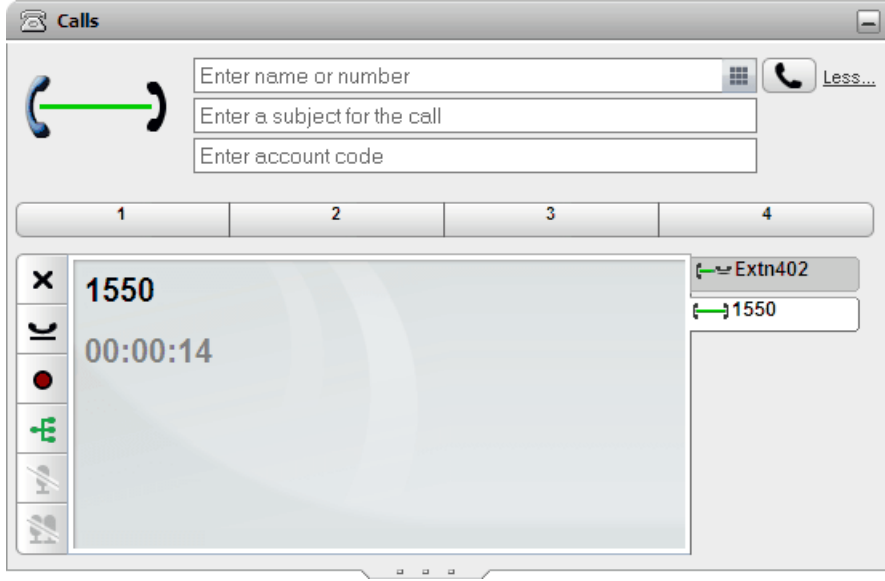 Calls
Enter name or number
Less...
Enter a subject for the call
Enter account code
1 2 3 4
1550
00:00:14
Extn402
1550